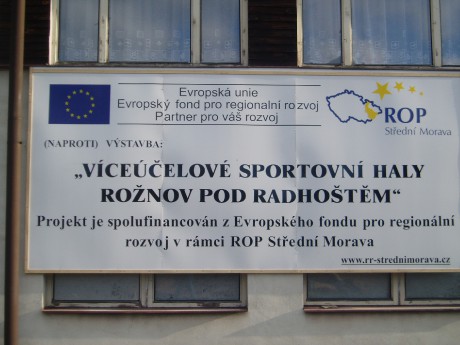 Evropská unie
Evropský fond pro regionalní rozvoj
Partner pro váš rozvoj
ROP
Střední Morava
(NAPROTI) VÝSTAVBA:
„VÍCEÚČELOVÉ SPORTOVNÍ HALY
ROŽNOV POD RADHOŠTĚM“
Projekt je spolufinancován z Evropského fondu pro regionální
rozvoj v rámci ROP Střední Morava
www.rr-strednimorava.cz